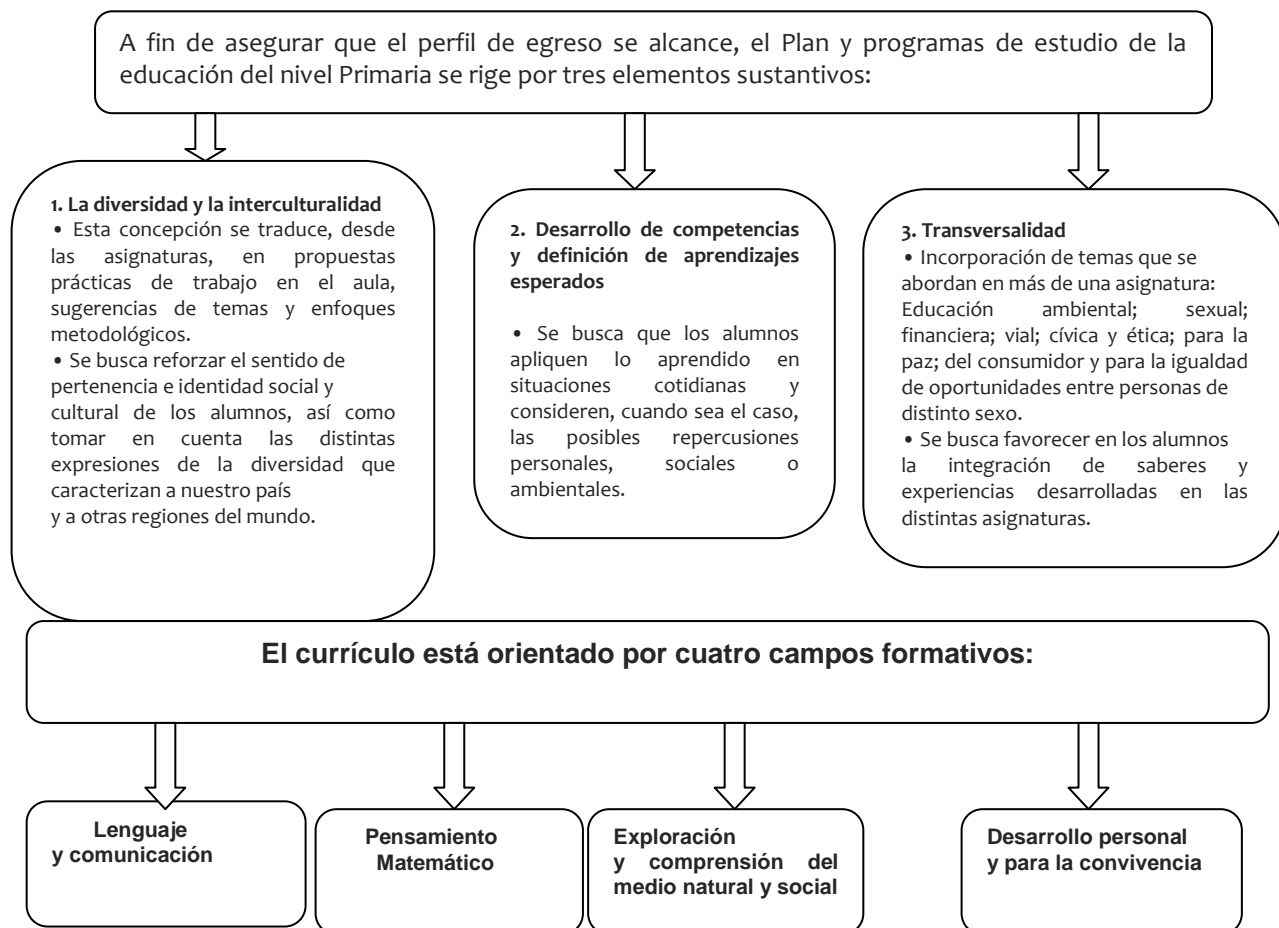 A fin de asegurar que el perfil de egreso se alcance, el Plan y programas de estudio de la
educación del nivel Primaria se rige por tres elementos sustantivos:
1. La diversidad y la interculturalidad
• Esta concepción se traduce, desde
las asignaturas, en propuestas
prácticas de trabajo en el aula,
sugerencias de temas y enfoques
metodológicos.
• Se busca reforzar el sentido de
pertenencia e identidad social y
cultural de los alumnos, así como
tomar en cuenta las distintas
expresiones de la diversidad que
caracterizan a nuestro país
y a otras regiones del mundo.
2. Desarrollo de competencias
y definición de aprendizajes
esperados
• Se busca que los alumnos
apliquen lo aprendido en
situaciones cotidianas y
consideren, cuando sea el caso,
las posibles repercusiones
personales, sociales o
ambientales.
3. Transversalidad
• Incorporación de temas que se
abordan en más de una asignatura:
Educación ambiental; sexual;
financiera; vial; cívica y ética; para la
paz; del consumidor y para la igualdad
de oportunidades entre personas de
distinto sexo.
• Se busca favorecer en los alumnos
la integración de saberes y
experiencias desarrolladas en las
distintas asignaturas.
El currículo está orientado por cuatro campos formativos:
Lenguaje
y comunicación
Pensamiento
Matemático
Exploración
y comprensión del
medio natural y social
Desarrollo personal
y para la convivencia